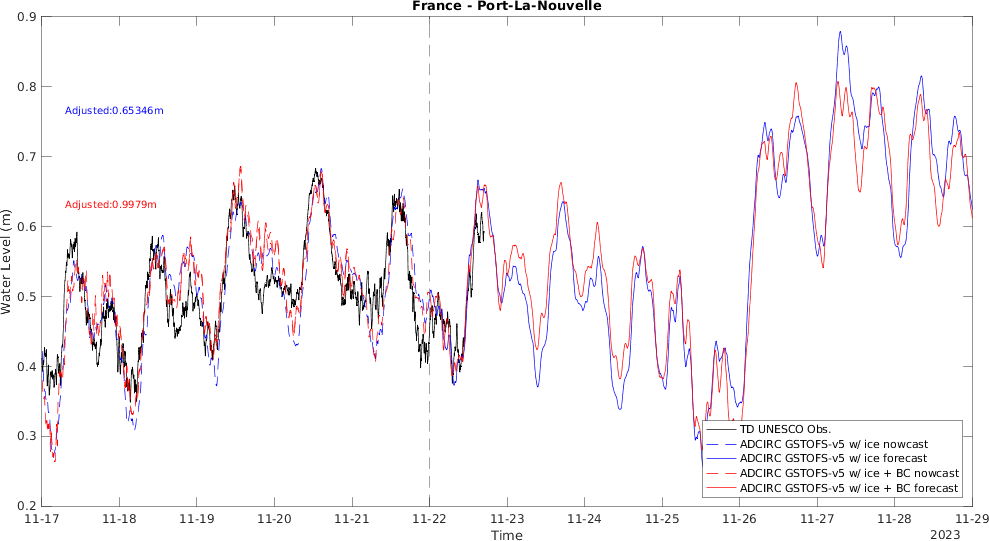 France - Port-La-Nouvelle
0.9
0.8
0.7
0.6
0.5
0.4
0.3
0.2
Water Level (m)
Adjusted:0.65346m
Adjusted:0.9979m
TD UNESCO Obs.
ADCIRC GSTOFS-v5 w/ ice nowcast
ADCIRC GSTOFS-v5 w/ ice forecast
ADCIRC GSTOFS-v5 w/ ice + BC nowcast
ADCIRC GSTOFS-v5 w/ ice + BC forecast
11-17 11-18 11-19 11-20 11-21 11-22 11-23 11-24 11-25 11-26 11-27 11-28 11-29
Time
2023